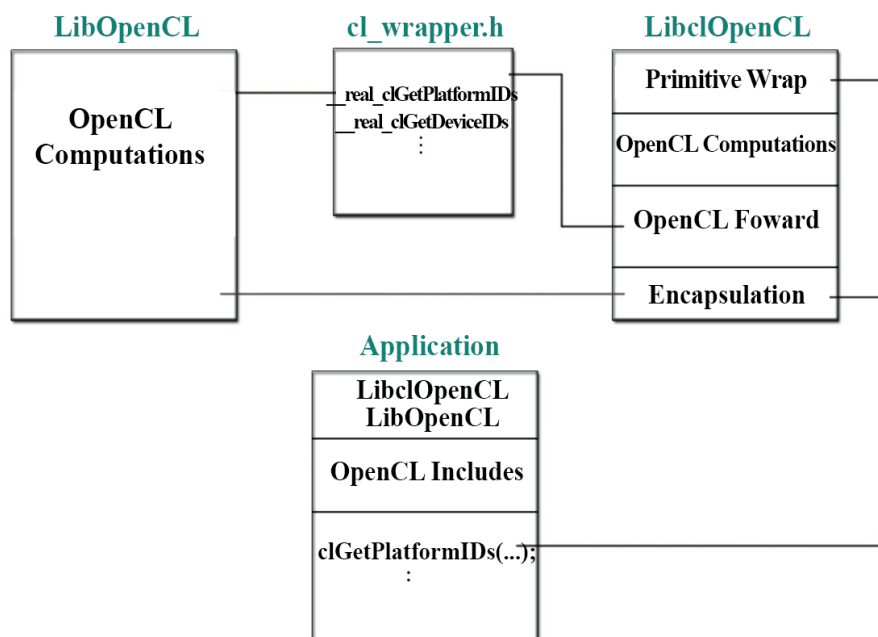 LibOpenCL
cl_wrapper.h
LibclOpenCL
OpenCL
Computations
__real_clGetPlatformIDs
__real_clGetDeviceIDs
⋮
Primitive Wrap
OpenCL Computations
OpenCL Foward
Encapsulation
Application
LibclOpenCL
LibOpenCL
OpenCL Includes
clGetPlatformIDs(...);
: